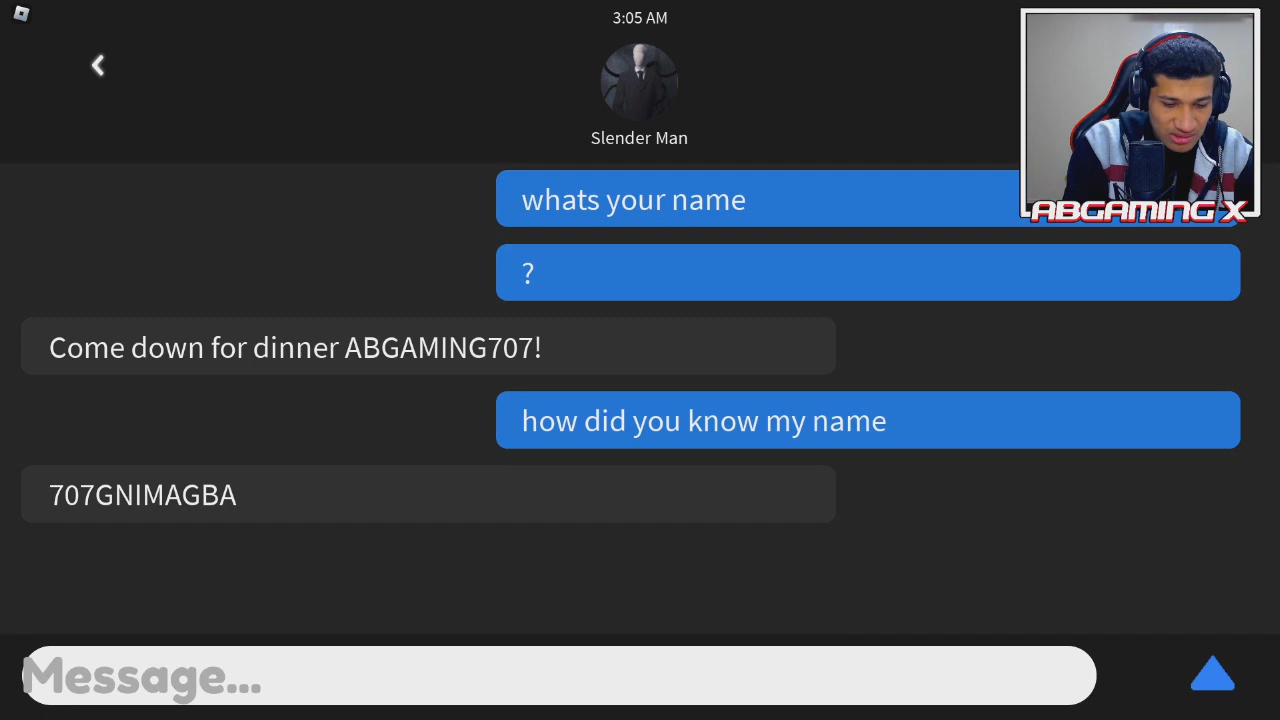 3:05 AM
Slender Man
ABGAMING X
whats your name
?
Come down for dinner ABGAMING707!
how did you know my name
707GNIMAGBA
Message...